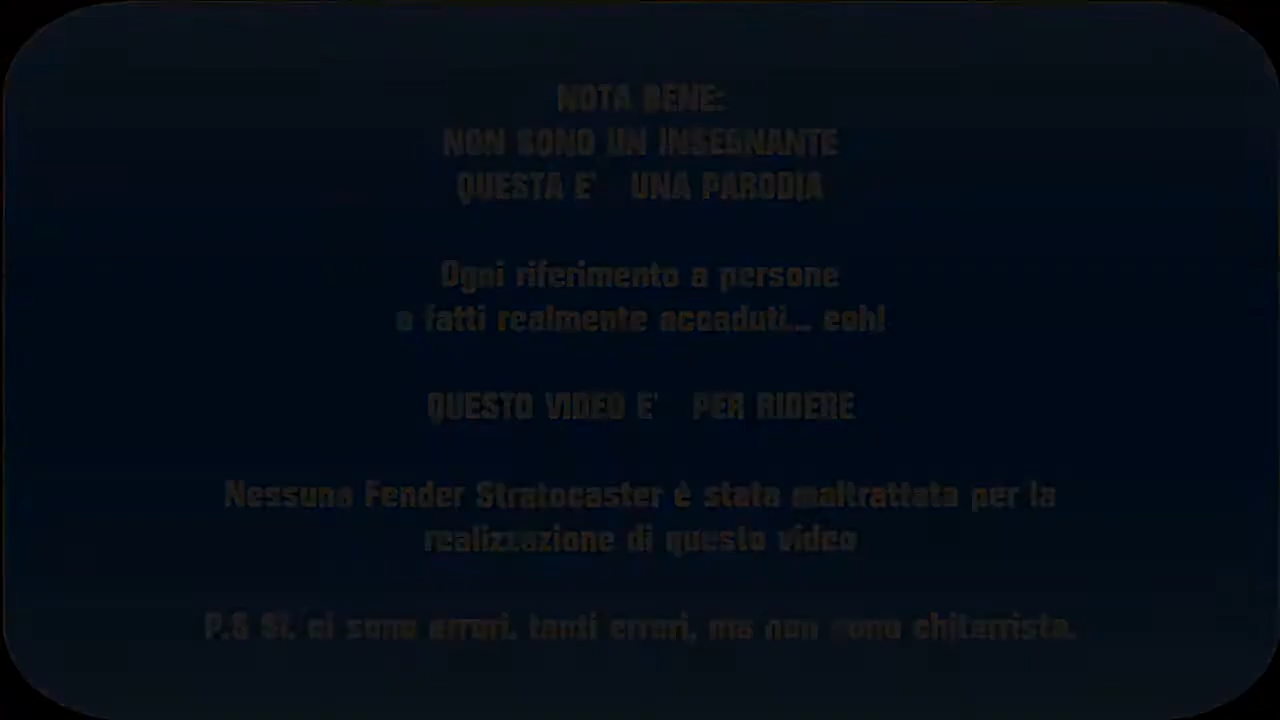 NOTA BENE:
NON SONO UN INSEGNANTE
QUESTA E' UNA PARODIA
Ogni riferimento a persone
a fatti realmente accaduti... eoh!
QUESTO VIDEO E' PER RIDERE
Nessuna Fender Stratocaster è stata maltrattata per la
realizzazione di questo video
P.S Sì, ci sono errori, tanti errori, ma non sono chitarrista.